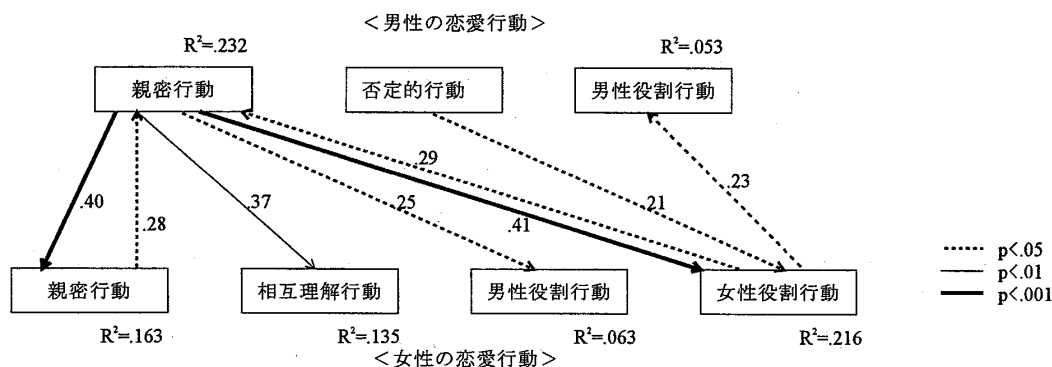 ＜男性の恋愛行動＞
R²=.232
R²=.053
親密行動
否定的行動
男性役割行動
.29
.23
.40
.37
.25
.21
.28
.41
p<.05
p<.01
p<.001
親密行動
相互理解行動
男性役割行動
女性役割行動
R²=.163
R²=.135
R²=.063
R²=.216
＜女性の恋愛行動＞